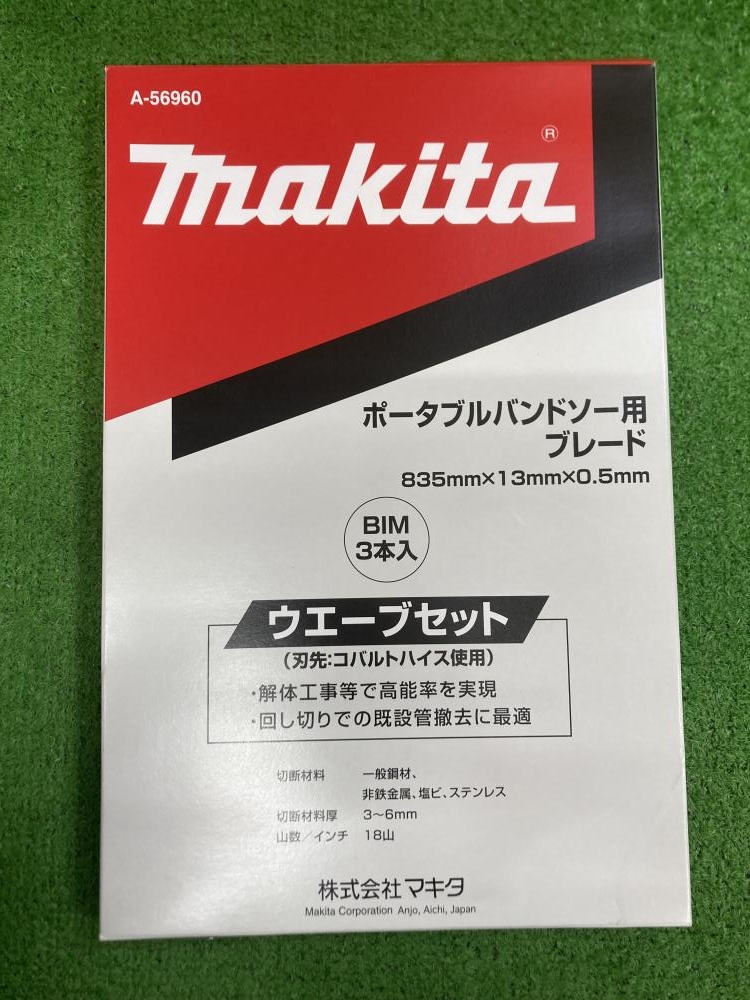 A-56960
makita®
ポータブルバンドソー用
ブレード
835mm×13mm×0.5mm
BIM
3本入
ウエーブセット
(刃先:コバルトハイス使用)
・解体工事等で高能率を実現
・回し切りでの既設管撤去に最適
切断材料 一般鋼材、
非鉄金属、塩ビ、ステンレス
切断材料厚 3〜6mm
山数/インチ 18山
株式会社マキタ
Makita Corporation Anjo, Aichi, Japan